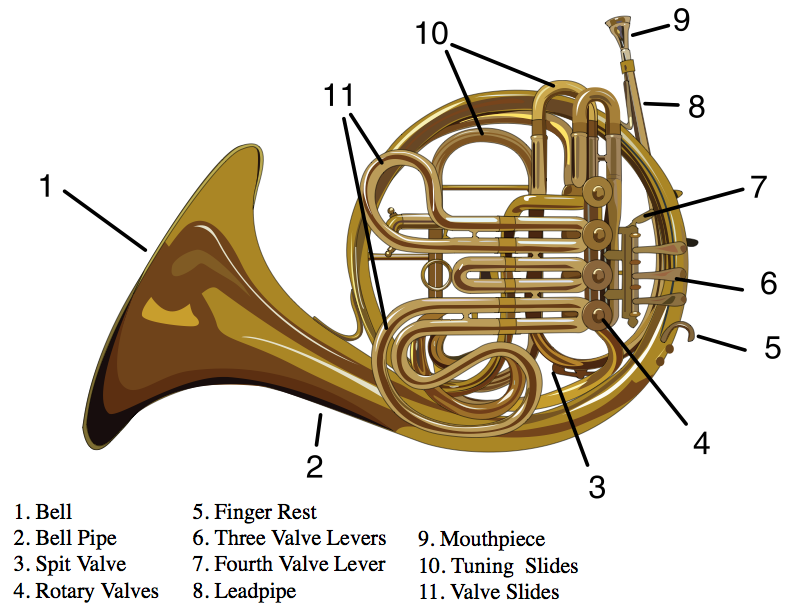 9
10
11
8
1
7
6
5
4
2
3
1. Bell
2. Bell Pipe
3. Spit Valve
4. Rotary Valves
5. Finger Rest
6. Three Valve Levers
7. Fourth Valve Lever
8. Leadpipe
9. Mouthpiece
10. Tuning Slides
11. Valve Slides